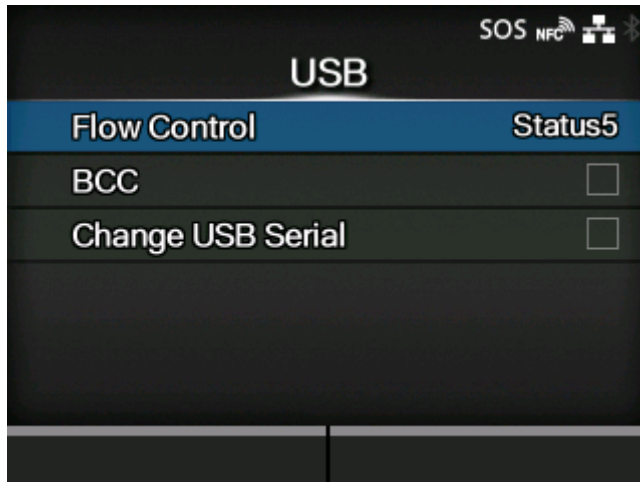 SOS NFC
USB
Flow Control Status5
BCC
Change USB Serial